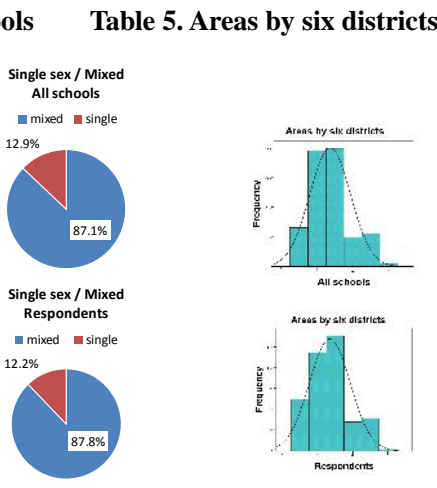 ols Table 5. Areas by six districts
Single sex / Mixed
All schools
mixed single
12.9%
87.1%
Areas by six districts
Frequency
All schools
Single sex / Mixed
Respondents
mixed single
12.2%
87.8%
Areas by six districts
Frequency
Respondents